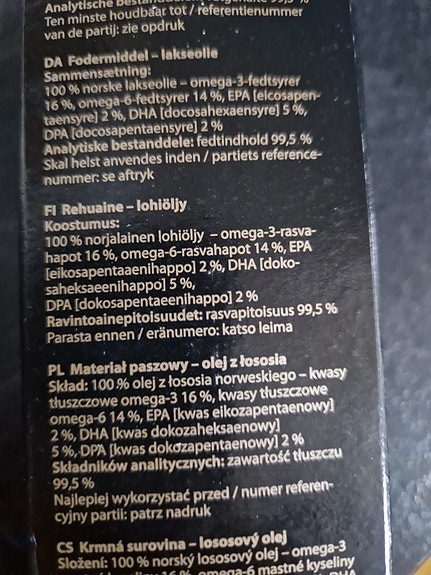 Analytische bestanddelen: vetgehalte 99,5 %
Ten minste houdbaar tot / referentienummer
van de partij: zie opdruk
DA Fodermiddel – lakseolie
Sammensætning:
100 % norske lakseolie – omega-3-fedtsyrer
16 %, omega-6-fedtsyrer 14 %, EPA [eicosapen-
taensyre] 2 %, DHA [docosahexaensyre] 5 %,
DPA [docosapentaensyre] 2 %
Analytiske bestanddele: fedtindhold 99,5 %
Skal helst anvendes inden / partiets reference-
nummer: se aftryk
FI Rehuaine – lohiöljy
Koostumus:
100 % norjalainen lohiöljy – omega-3-rasva-
hapot 16 %, omega-6-rasvahapot 14 %, EPA
[eikosapentaaenihappo] 2 %, DHA [doko-
saheksaeenihappo] 5 %,
DPA [dokosapentaeenihappo] 2 %
Ravintoainepitoisuudet: rasvapitoisuus 99,5 %
Parasta ennen / eränumero: katso leima
PL Materiał paszowy – olej z łososia
Skład: 100 % olej z łososia norweskiego – kwasy
tłuszczowe omega-3 16 %, kwasy tłuszczowe
omega-6 14 %, EPA [kwas eikozapentaenowy]
2 %, DHA [kwas dokozaheksaenowy]
5 %, DPA [kwas dokozapentaenowy] 2 %
Składników analitycznych: zawartość tłuszczu
99,5 %
Najlepiej wykorzystać przed / numer referen-
cyjny partii: patrz nadruk
CS Krmná surovina – lososový olej
Složení: 100 % norský lososový olej – omega-3
16 %, omega-6 mastné kyseliny